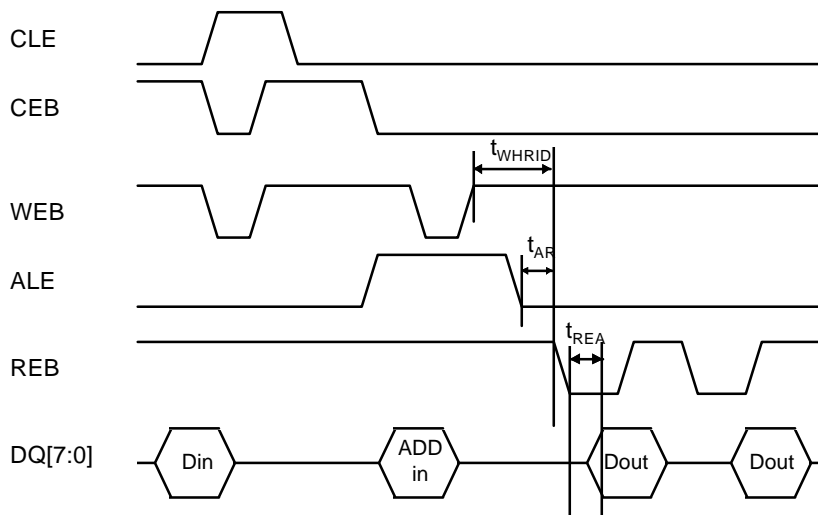 CLE
CEB
tWHRID
WEB
tAR
ALE
tREA
REB
DQ[7:0]
Din
ADD
in
Dout
Dout